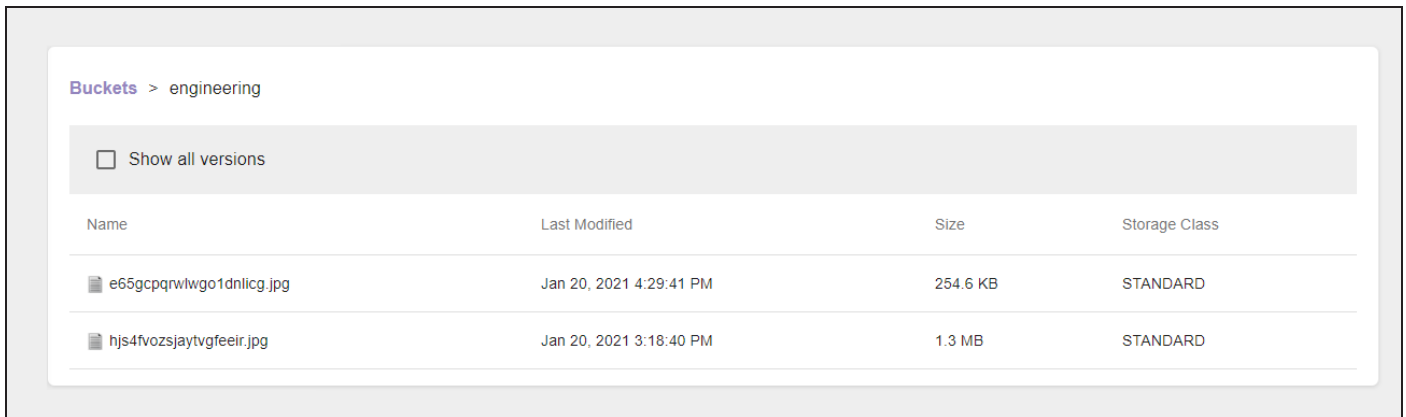 Buckets > engineering
Show all versions
Name Last Modified Size Storage Class
e65gcpqrwlwgo1dnlicg.jpg Jan 20, 2021 4:29:41 PM 254.6 KB STANDARD
hjs4fvozsjaytvgfeeir.jpg Jan 20, 2021 3:18:40 PM 1.3 MB STANDARD